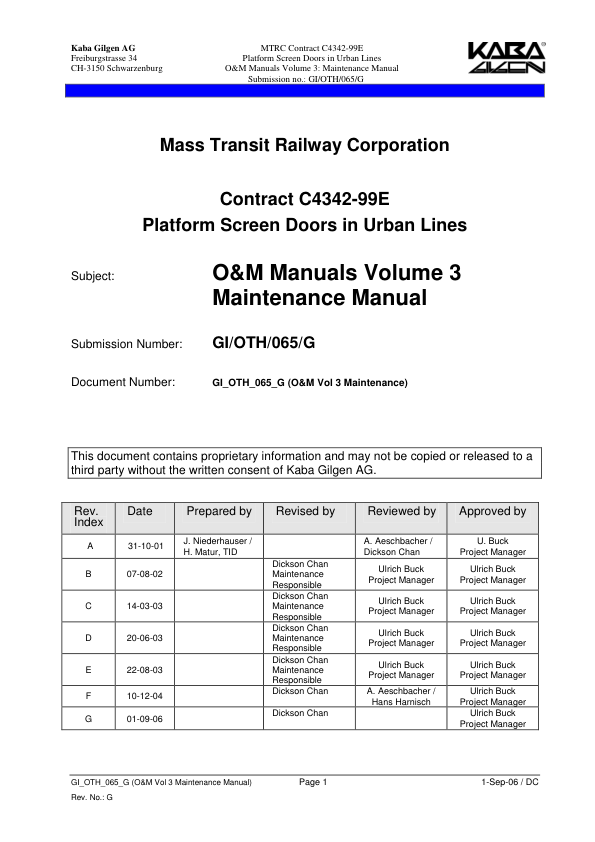 Kaba Gilgen AG
Freiburgstrasse 34
CH-3150 Schwarzenburg
MTRC Contract C4342-99E
Platform Screen Doors in Urban Lines
O&M Manuals Volume 3: Maintenance Manual
Submission no.: GI/OTH/065/G
KABA®
GILGEN
Mass Transit Railway Corporation
Contract C4342-99E
Platform Screen Doors in Urban Lines
Subject:
O&M Manuals Volume 3
Maintenance Manual
Submission Number:
GI/OTH/065/G
Document Number:
GI_OTH_065_G (O&M Vol 3 Maintenance)
This document contains proprietary information and may not be copied or released to a
third party without the written consent of Kaba Gilgen AG.
Rev.
Index
Date
Prepared by
Revised by
Reviewed by
Approved by
A
31-10-01
J. Niederhauser /
H. Matur, TID
A. Aeschbacher /
Dickson Chan
U. Buck
Project Manager
B
07-08-02
Dickson Chan
Maintenance
Responsible
Ulrich Buck
Project Manager
Ulrich Buck
Project Manager
C
14-03-03
Dickson Chan
Maintenance
Responsible
Ulrich Buck
Project Manager
Ulrich Buck
Project Manager
D
20-06-03
Dickson Chan
Maintenance
Responsible
Ulrich Buck
Project Manager
Ulrich Buck
Project Manager
E
22-08-03
Dickson Chan
Maintenance
Responsible
Ulrich Buck
Project Manager
Ulrich Buck
Project Manager
F
10-12-04
Dickson Chan
A. Aeschbacher /
Hans Harnisch
Ulrich Buck
Project Manager
G
01-09-06
Dickson Chan
Ulrich Buck
Project Manager
GI_OTH_065_G (O&M Vol 3 Maintenance Manual)
Page 1
1-Sep-06 / DC
Rev. No.: G